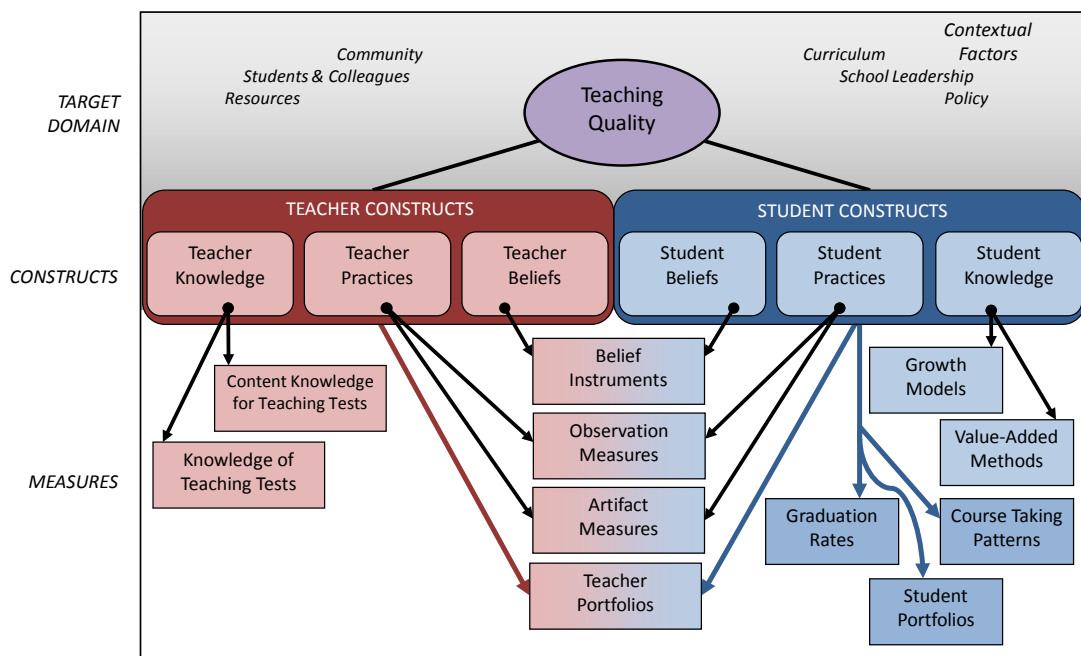 Contextual
Factors
Community
Students & Colleagues
Resources
Curriculum
School Leadership
Policy
TARGET
DOMAIN
Teaching
Quality
TEACHER CONSTRUCTS
STUDENT CONSTRUCTS
CONSTRUCTS
Teacher
Knowledge
Teacher
Practices
Teacher
Beliefs
Student
Beliefs
Student
Practices
Student
Knowledge
MEASURES
Content Knowledge
for Teaching Tests
Knowledge of
Teaching Tests
Belief
Instruments
Observation
Measures
Artifact
Measures
Teacher
Portfolios
Growth
Models
Value-Added
Methods
Graduation
Rates
Course Taking
Patterns
Student
Portfolios